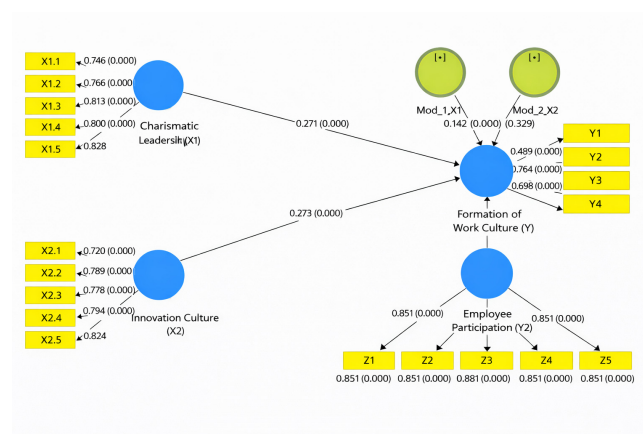 X1.1
0.746 (0.000)
X1.2
0.766 (0.000)
X1.3
0.813 (0.000)
X1.4
0.800 (0.000)
X1.5
0.828
Charismatic
(X1)
0.271 (0.000)
[•]
[•]
Mod_1,X1
Mod_2_X2
0.142 (0.000)
(0.329)
Y1
0.489 (0.000)
Y2
0.764 (0.000)
Y3
0.698 (0.000)
Y4
Formation of
Work Culture (Y)
0.273 (0.000)
X2.1
0.720 (0.000)
X2.2
0.789 (0.000)
X2.3
0.778 (0.000)
X2.4
0.794 (0.000)
X2.5
0.824
Innovation Culture
(X2)
0.851 (0.000)
Employee
Participation (Y2)
0.851 (0.000)
Z1
Z2
Z3
Z4
Z5
0.851 (0.000)
0.851 (0.000)
0.881 (0.000)
0.851 (0.000)
0.851 (0.000)